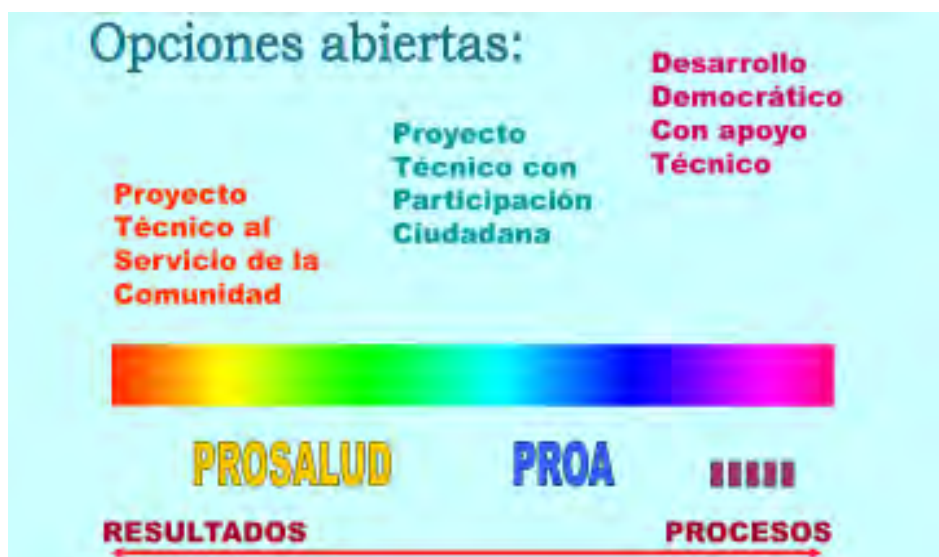 Opciones abiertas:
Desarrollo
Democrático
Con apoyo
Técnico
Proyecto
Técnico con
Participación
Ciudadana
Proyecto
Técnico al
Servicio de la
Comunidad
PROSALUD
PROA
RESULTADOS
PROCESOS